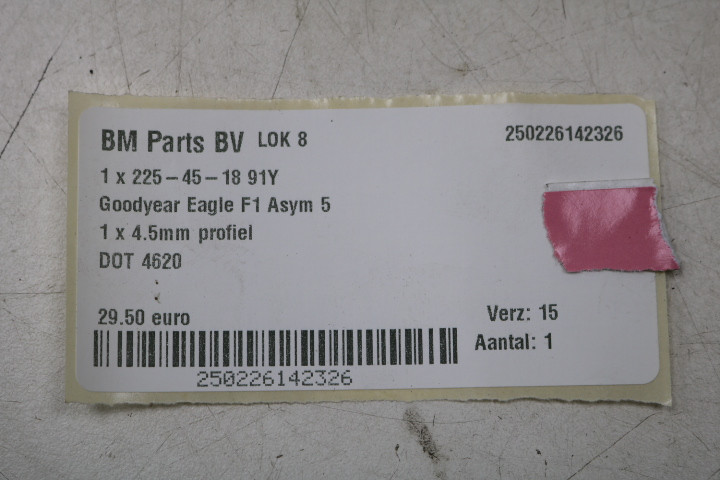 BM Parts BV LOK 8 250226142326
1 x 225-45-18 91Y
Goodyear Eagle F1 Asym 5
1 x 4.5mm profiel
DOT 4620
29.50 euro Verz: 15
Aantal: 1
250226142326